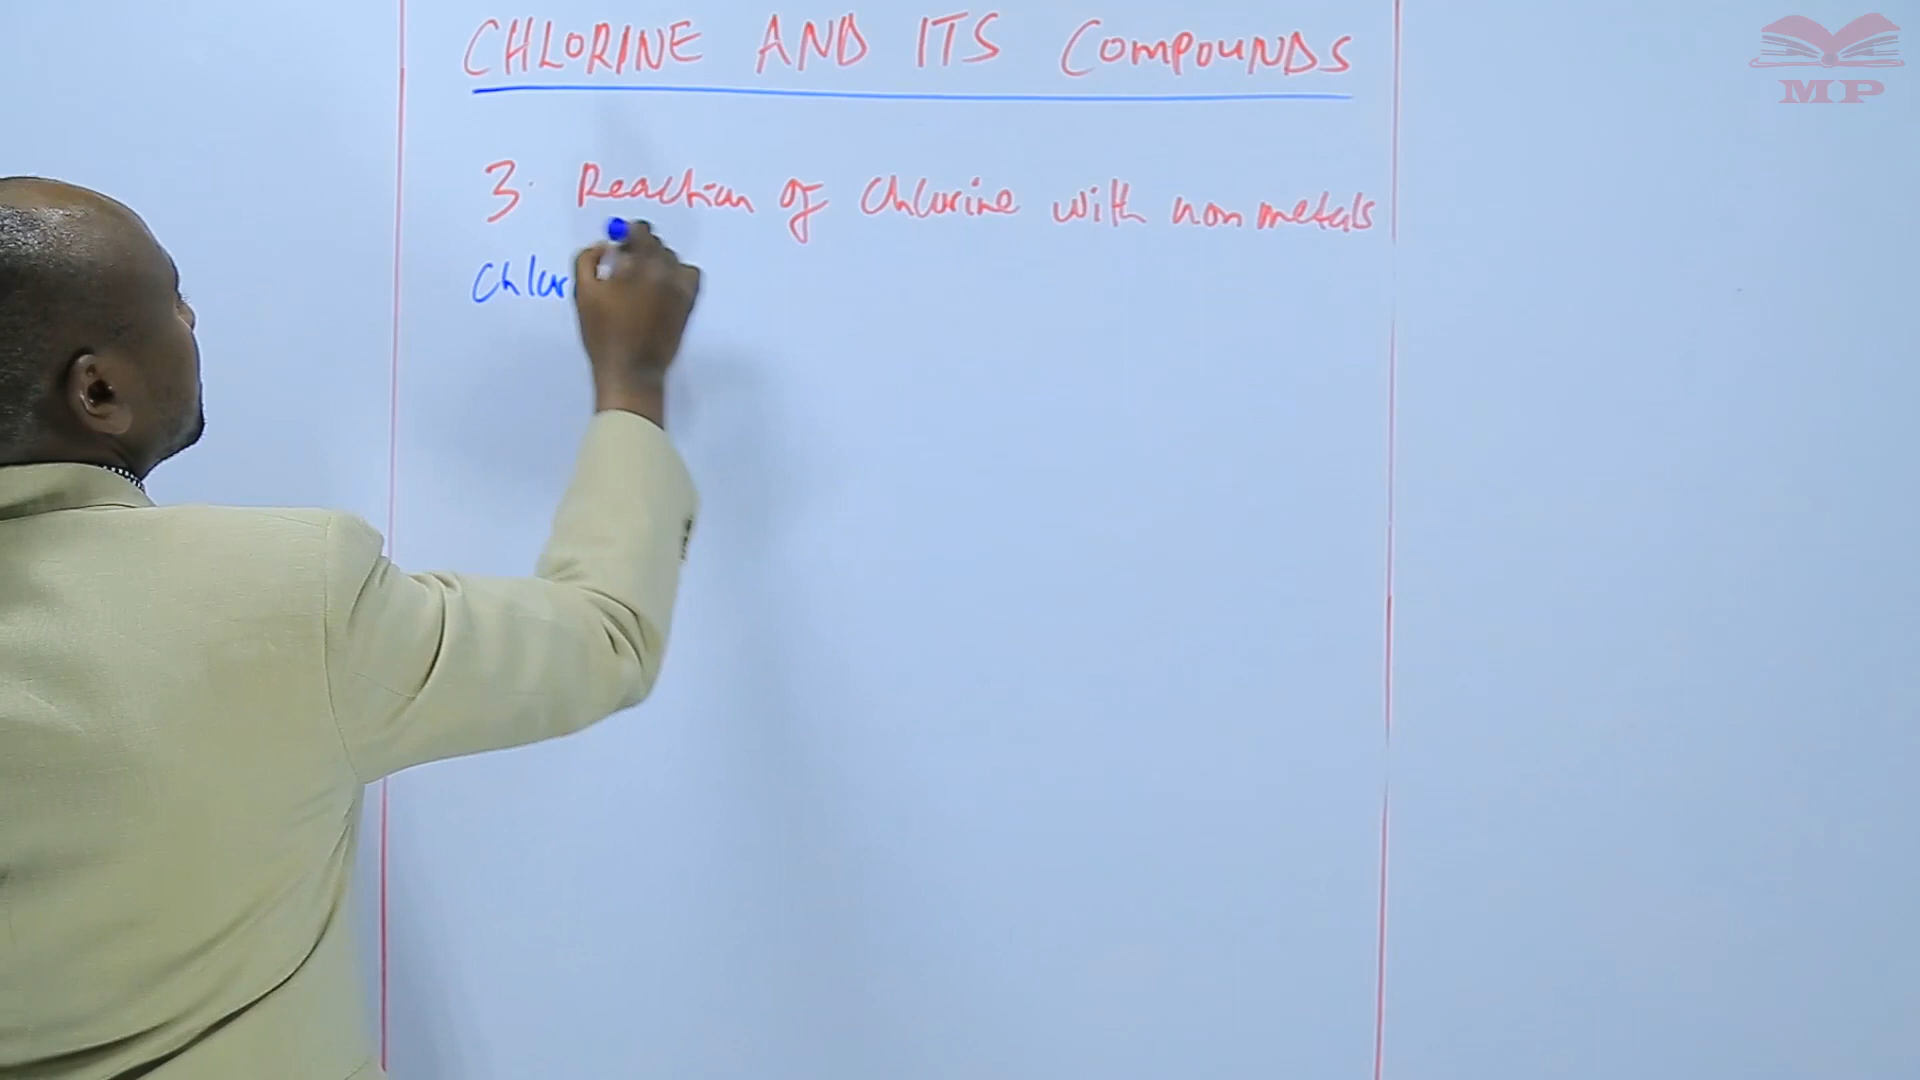 CHLORINE AND ITS COMPOUNDS
3. Reaction of Chlorine with non metals
Chlor
MP